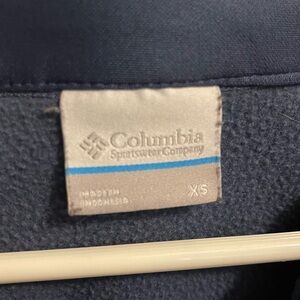 Columbia
Sportswear Company
XS
MADE IN
INDONESIA